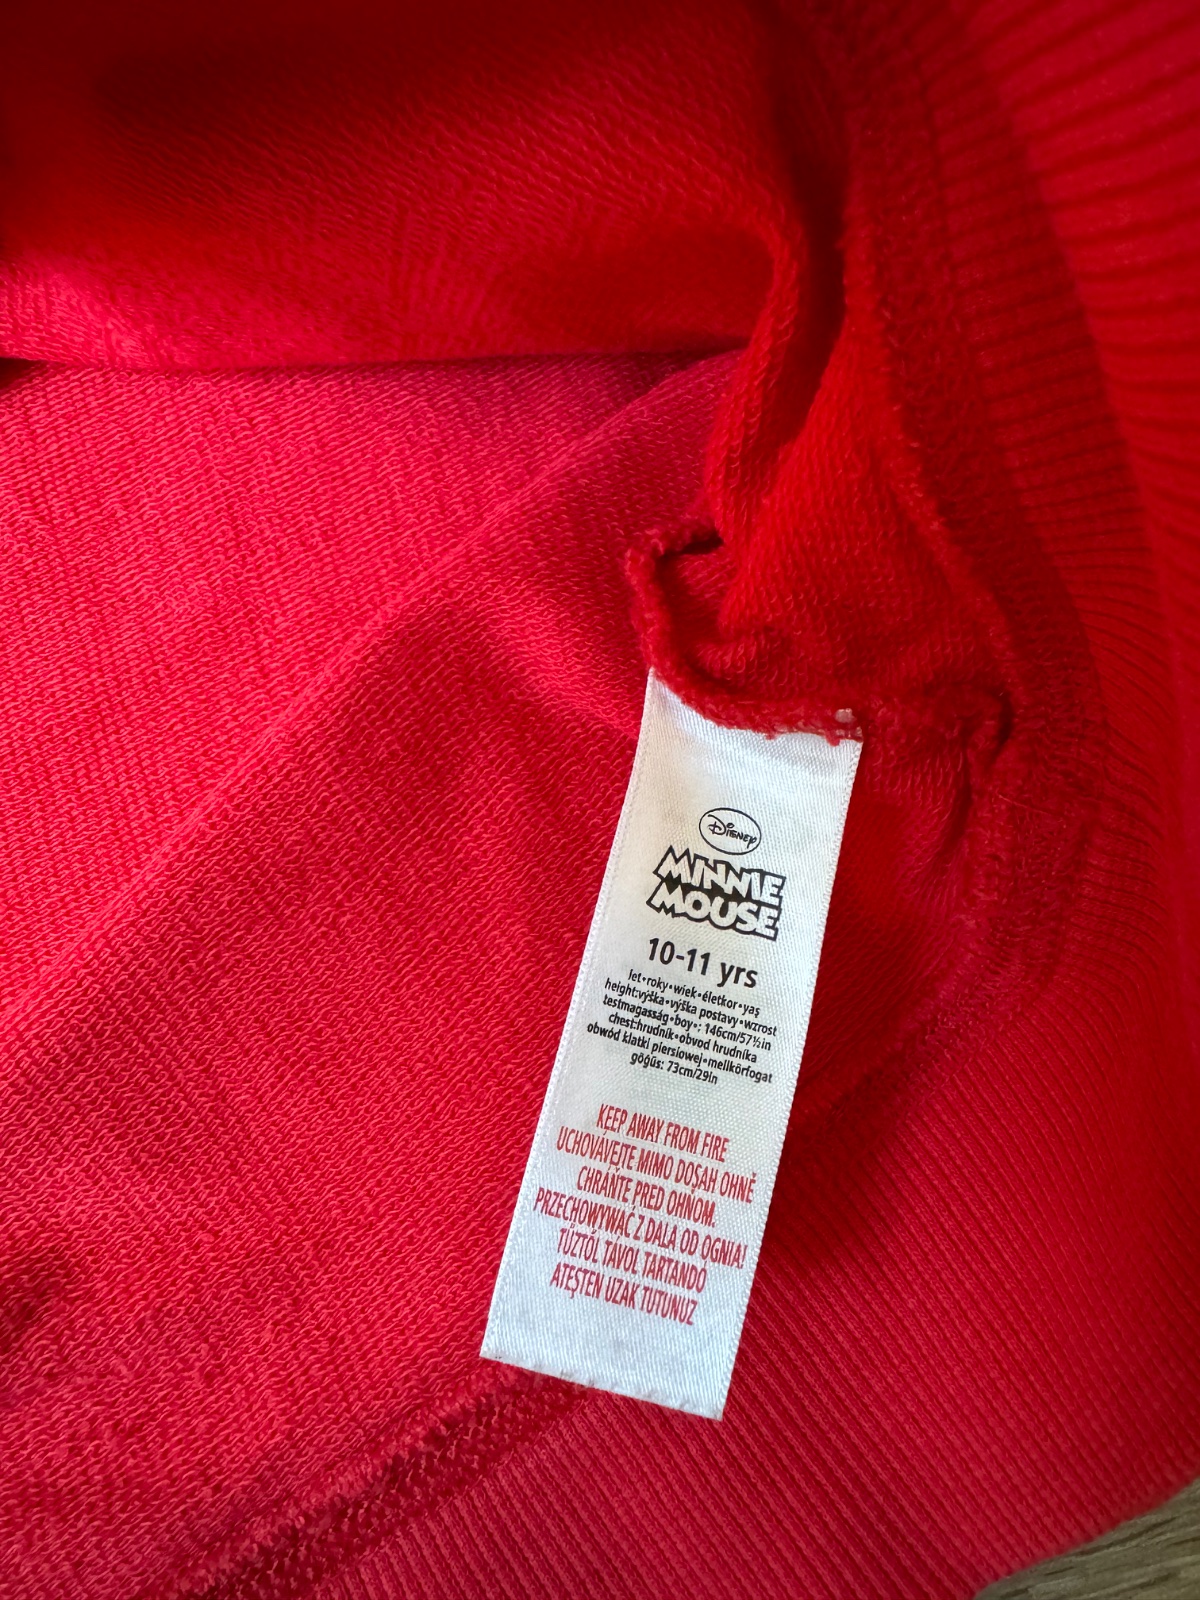 Disney
MINNIE
MOUSE
10-11 yrs
let•roky•wiek•életkor•yaş
height:výška•výška postavy•wzrost
testmagasság•boy•: 146cm/57½in
chest:hrudník•obvod hrudníka
obwód klatki piersiowej•mellkörfogat
göğüs: 73cm/29in
KEEP AWAY FROM FIRE
UCHOVÁVEJTE MIMO DOSAH OHNĚ
CHRÁŇTE PRED OHŇOM.
PRZECHOWYWAĆ Z DALA OD OGNIA!
TŰZTŐL TÁVOL TARTANDÓ
ATEŞTEN UZAK TUTUNUZ